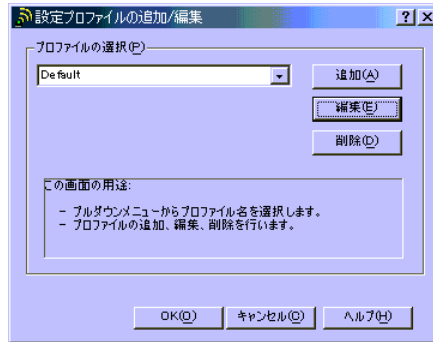 設定プロファイルの追加/編集
プロファイルの選択(P)
Default
追加(A)
編集(E)
削除(D)
この画面の用途:
- プルダウンメニューからプロファイル名を選択します。
- プロファイルの追加、編集、削除を行います。
OK(O)
キャンセル(C)
ヘルプ(H)